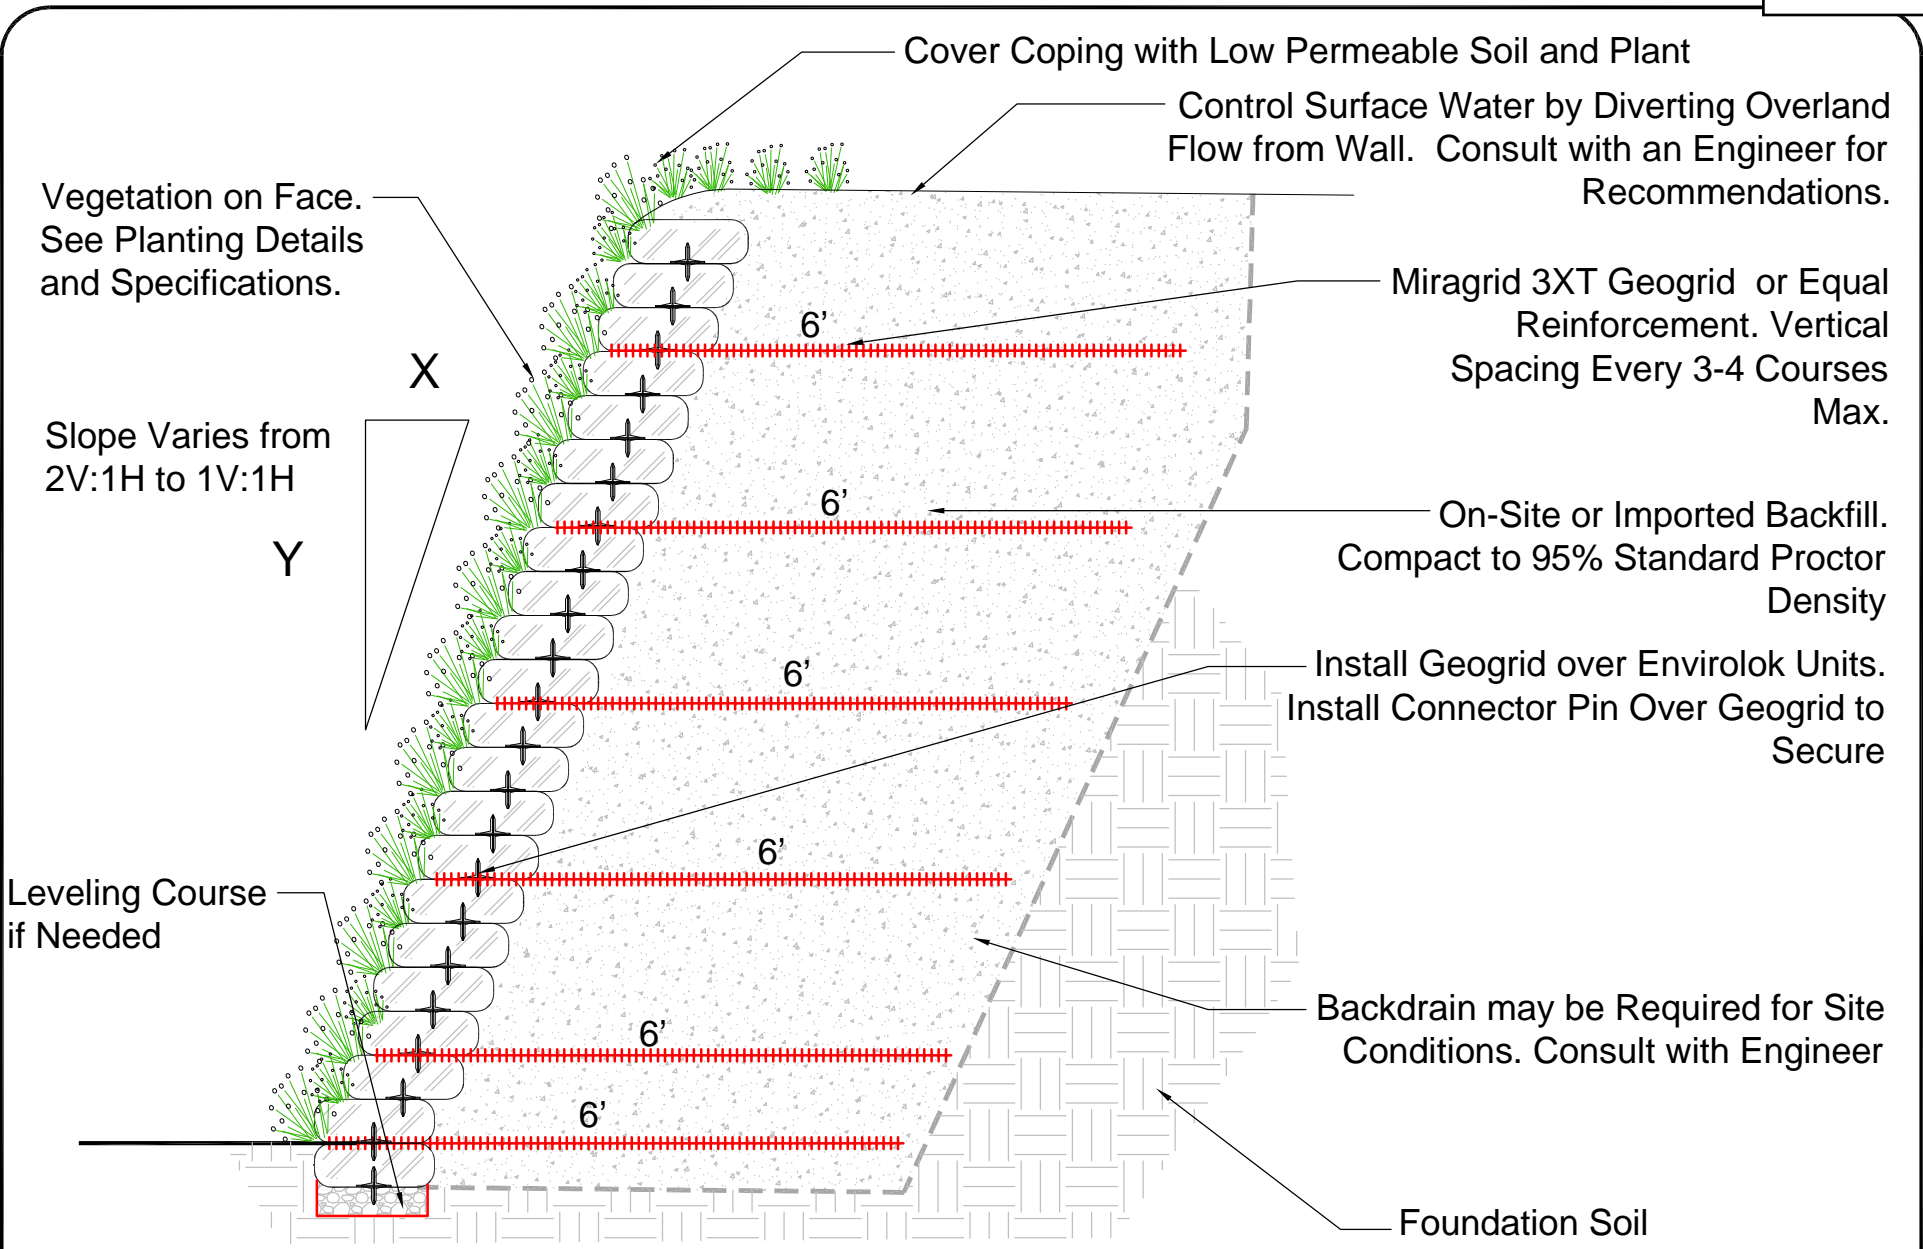 Cover Coping with Low Permeable Soil and Plant
Control Surface Water by Diverting Overland
Flow from Wall.  Consult with an Engineer for
Recommendations.
Vegetation on Face.
See Planting Details
and Specifications.
Miragrid 3XT Geogrid  or Equal
Reinforcement. Vertical
Spacing Every 3-4 Courses
Max.
6’
X
Slope Varies from
2V:1H to 1V:1H
Y
6’
On-Site or Imported Backfill.
Compact to 95% Standard Proctor
Density
6’
Install Geogrid over Envirolok Units.
Install Connector Pin Over Geogrid to
Secure
6’
Leveling Course
if Needed
6’
Backdrain may be Required for Site
Conditions. Consult with Engineer
6’
Foundation Soil